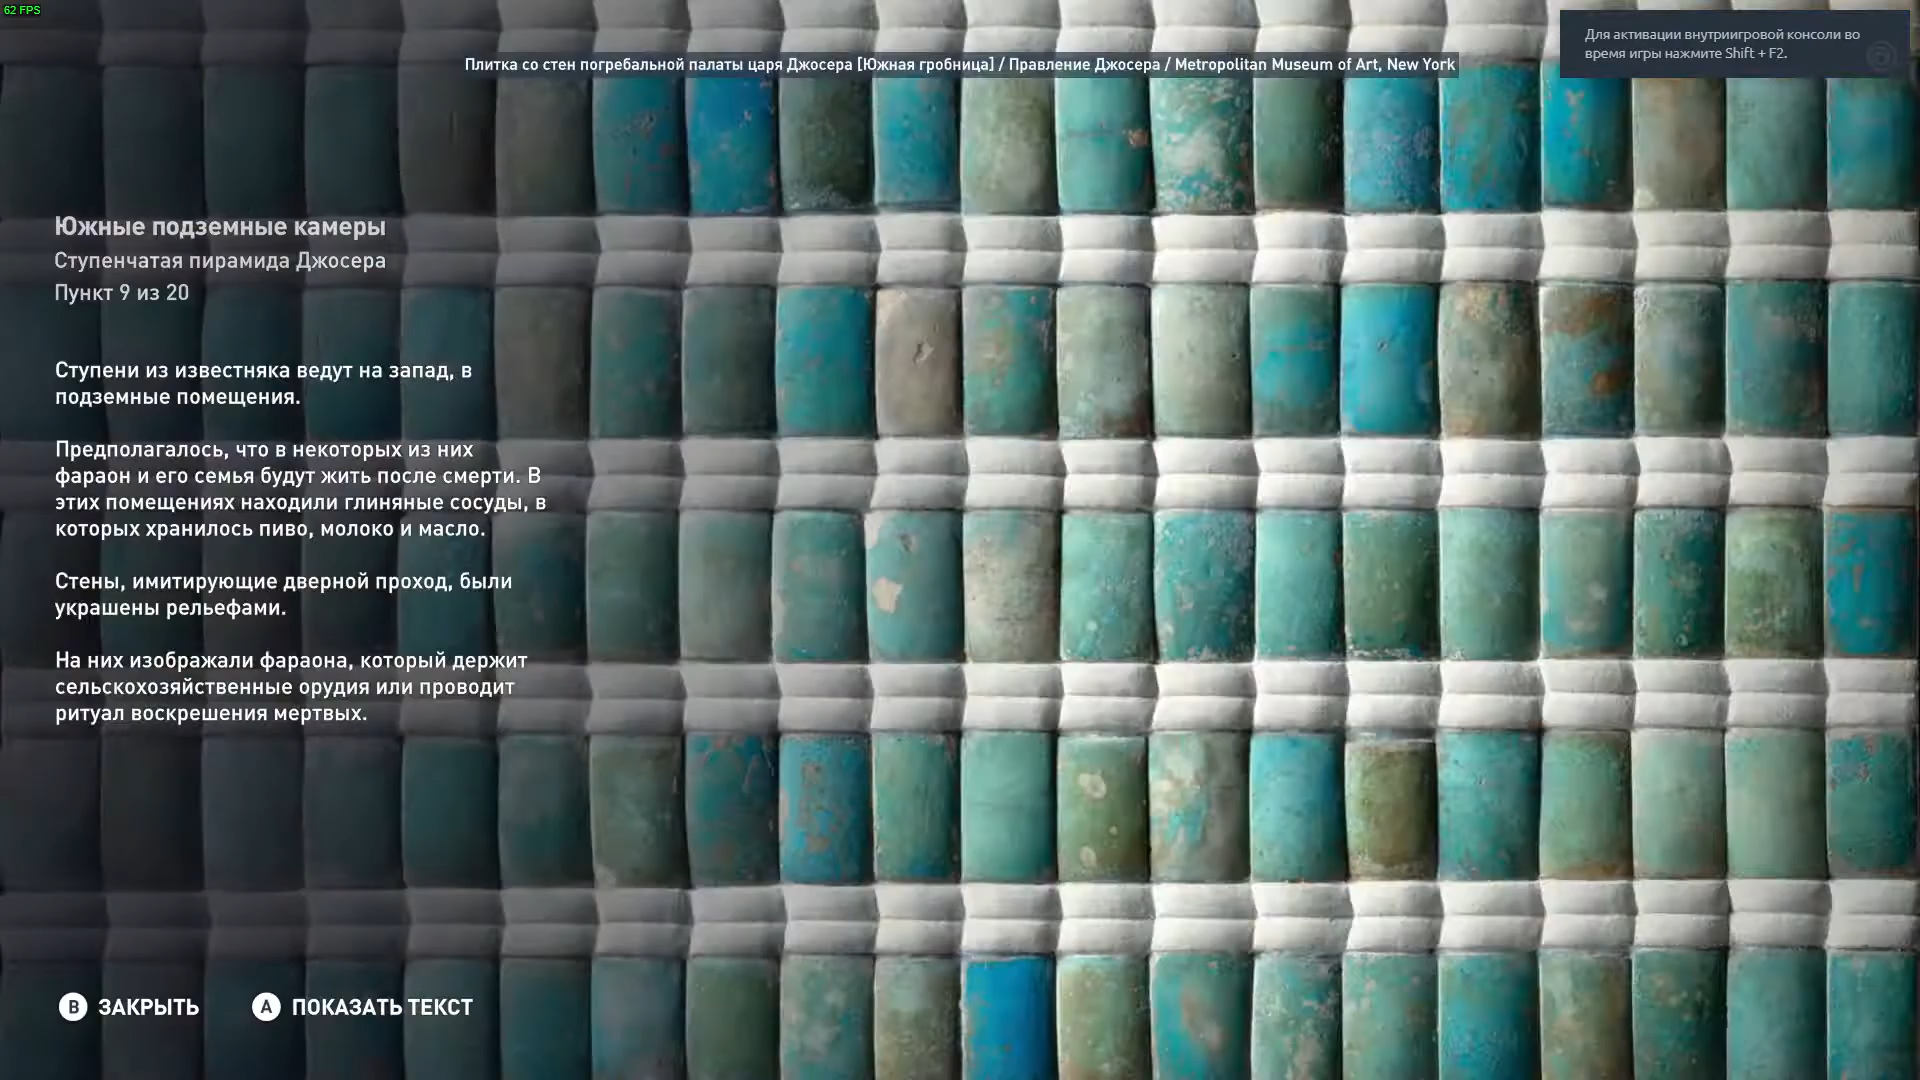 62 FPS
Плитка со стен погребальной палаты царя Джосера [Южная гробница] / Правление Джосера / Metropolitan Museum of Art, New York
Для активации внутриигровой консоли во
время игры нажмите Shift + F2.
Южные подземные камеры
Ступенчатая пирамида Джосера
Пункт 9 из 20
Ступени из известняка ведут на запад, в
подземные помещения.
Предполагалось, что в некоторых из них
фараон и его семья будут жить после смерти. В
этих помещениях находили глиняные сосуды, в
которых хранилось пиво, молоко и масло.
Стены, имитирующие дверной проход, были
украшены рельефами.
На них изображали фараона, который держит
сельскохозяйственные орудия или проводит
ритуал воскрешения мертвых.
B ЗАКРЫТЬ A ПОКАЗАТЬ ТЕКСТ